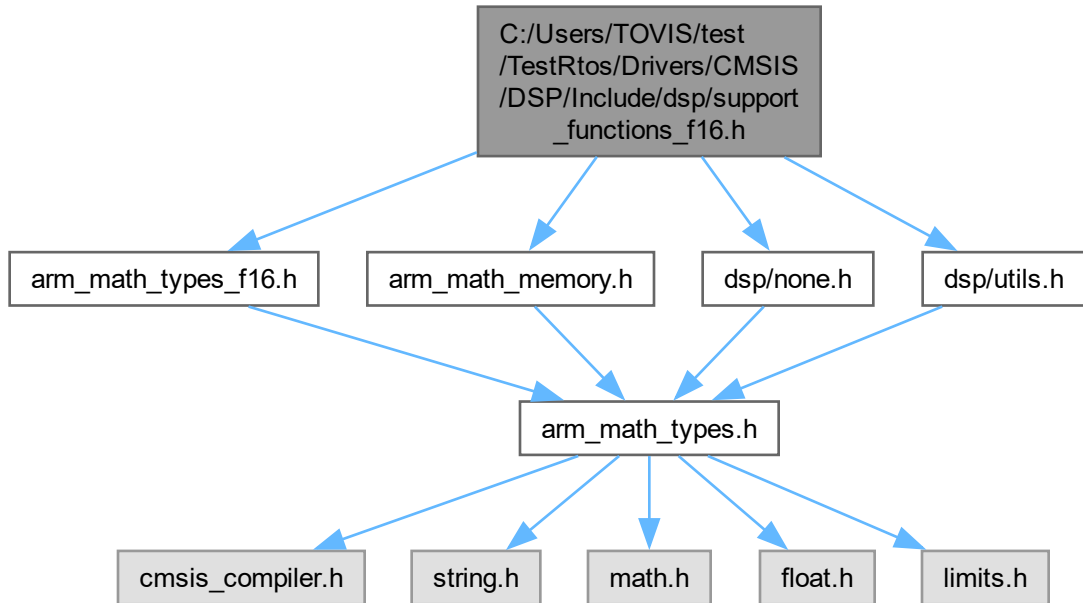 C:/Users/TOVIS/test
/TestRtos/Drivers/CMSIS
/DSP/Include/dsp/support
_functions_f16.h
arm_math_types_f16.h
arm_math_memory.h
dsp/none.h
dsp/utils.h
arm_math_types.h
cmsis_compiler.h
string.h
math.h
float.h
limits.h